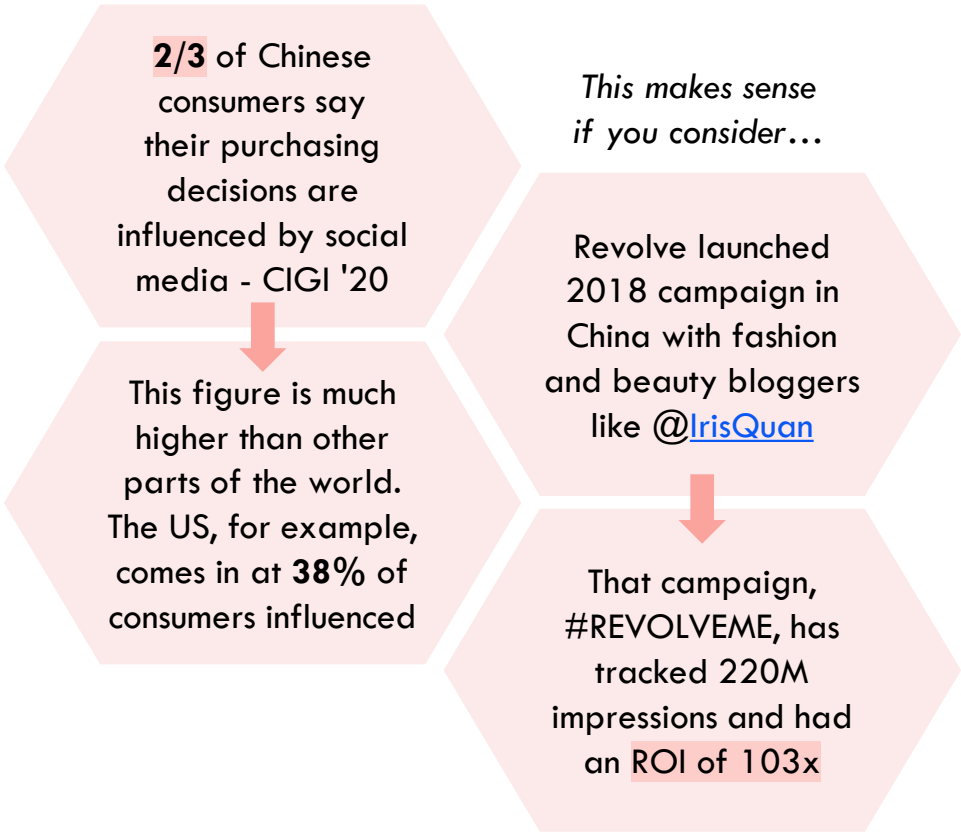 2/3 of Chinese
consumers say
their purchasing
decisions are
influenced by social
media - CIGI '20
This figure is much
higher than other
parts of the world.
The US, for example,
comes in at 38% of
consumers influenced
This makes sense
if you consider...
Revolve launched
2018 campaign in
China with fashion
and beauty bloggers
like @IrisQuan
That campaign,
#REVOLVEME, has
tracked 220M
impressions and had
an ROI of 103x